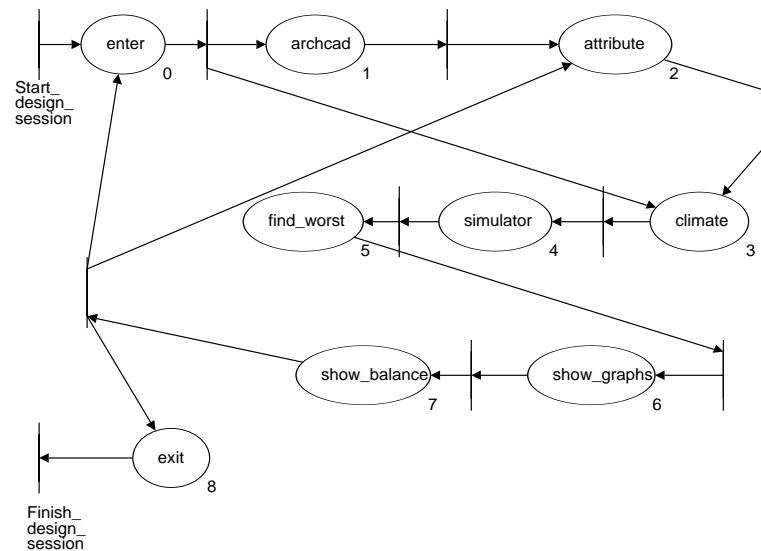 enter
0
archcad
1
attribute
2
Start_
design_
session
find_worst
5
simulator
4
climate
3
show_balance
7
show_graphs
6
exit
8
Finish_
design_
session